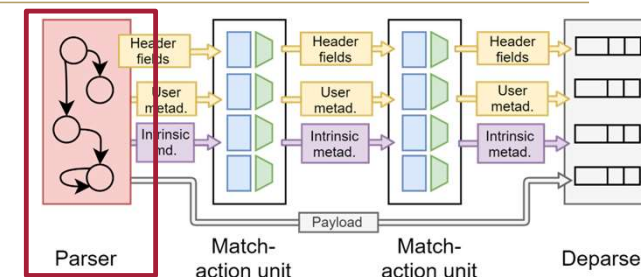 Header
fields
User
metad.
Intrinsic
md.
Header
fields
User
metad.
Intrinsic
metad.
Header
fields
User
metad.
Intrinsic
metad.
Payload
Parser
Match-
action unit
Match-
action unit
Deparse